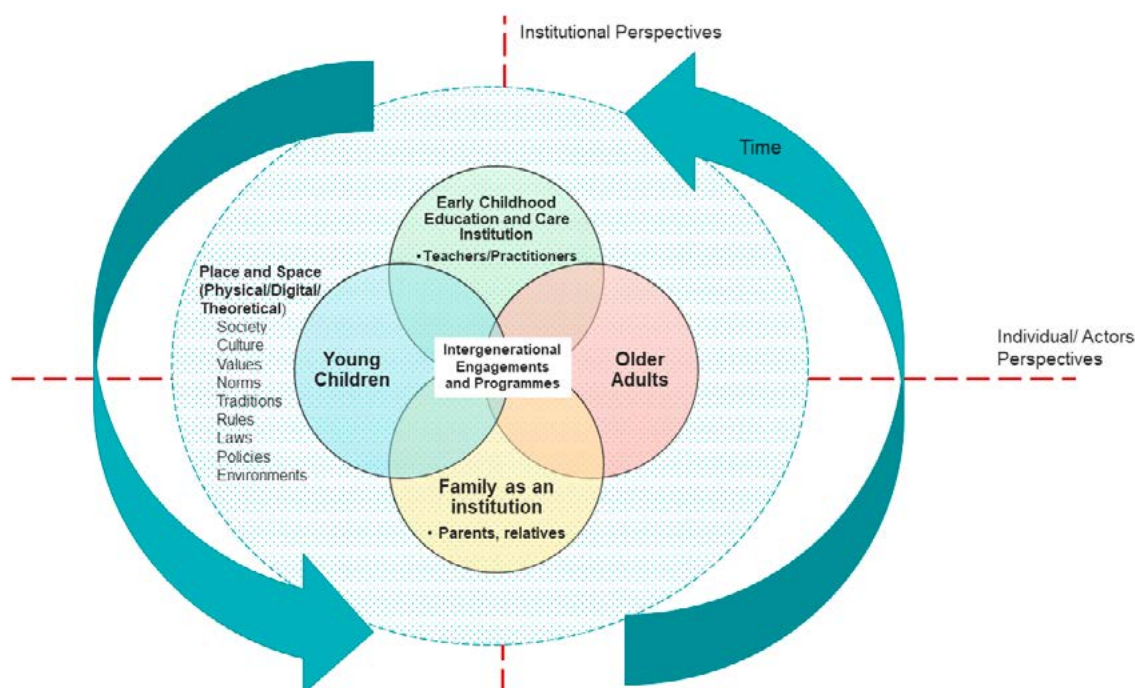 Institutional Perspectives
Time
Early Childhood
Education and Care
Institution
• Teachers/Practitioners
Place and Space
(Physical/Digital/
Theoretical)
Society
Culture
Values
Norms
Traditions
Rules
Laws
Policies
Environments
Young
Children
Intergenerational
Engagements
and Programmes
Older
Adults
Individual/ Actors
Perspectives
Family as an
institution
• Parents, relatives